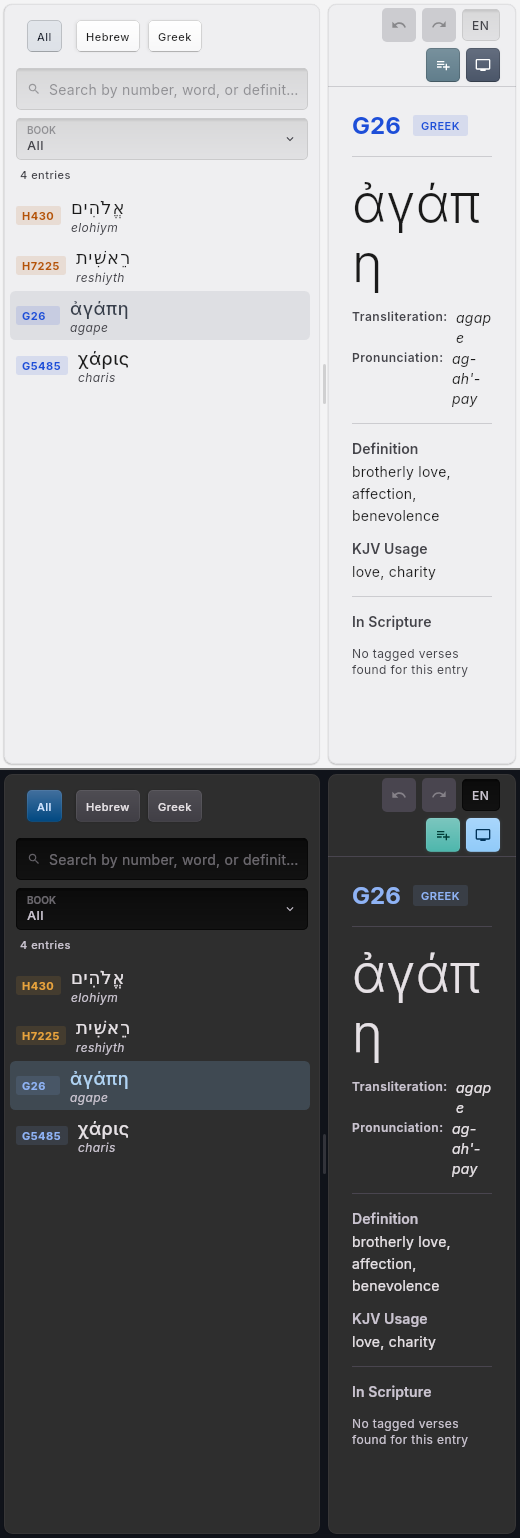 All
Hebrew
Greek
Search by number, word, or definit...
BOOK
All
4 entries
H430
אֱלֹהִים
elohiym
H7225
רֵאשִׁית
reshiyth
G26
ἀγάπη
agape
G5485
χάρις
charis
EN
G26
GREEK
ἀγάπ
η
Transliteration: agap
e
Pronunciation: ag-
ah'-
pay
Definition
brotherly love,
affection,
benevolence
KJV Usage
love, charity
In Scripture
No tagged verses
found for this entry
All
Hebrew
Greek
Search by number, word, or definit...
BOOK
All
4 entries
H430
אֱלֹהִים
elohiym
H7225
רֵאשִׁית
reshiyth
G26
ἀγάπη
agape
G5485
χάρις
charis
EN
G26
GREEK
ἀγάπ
η
Transliteration: agap
e
Pronunciation: ag-
ah'-
pay
Definition
brotherly love,
affection,
benevolence
KJV Usage
love, charity
In Scripture
No tagged verses
found for this entry